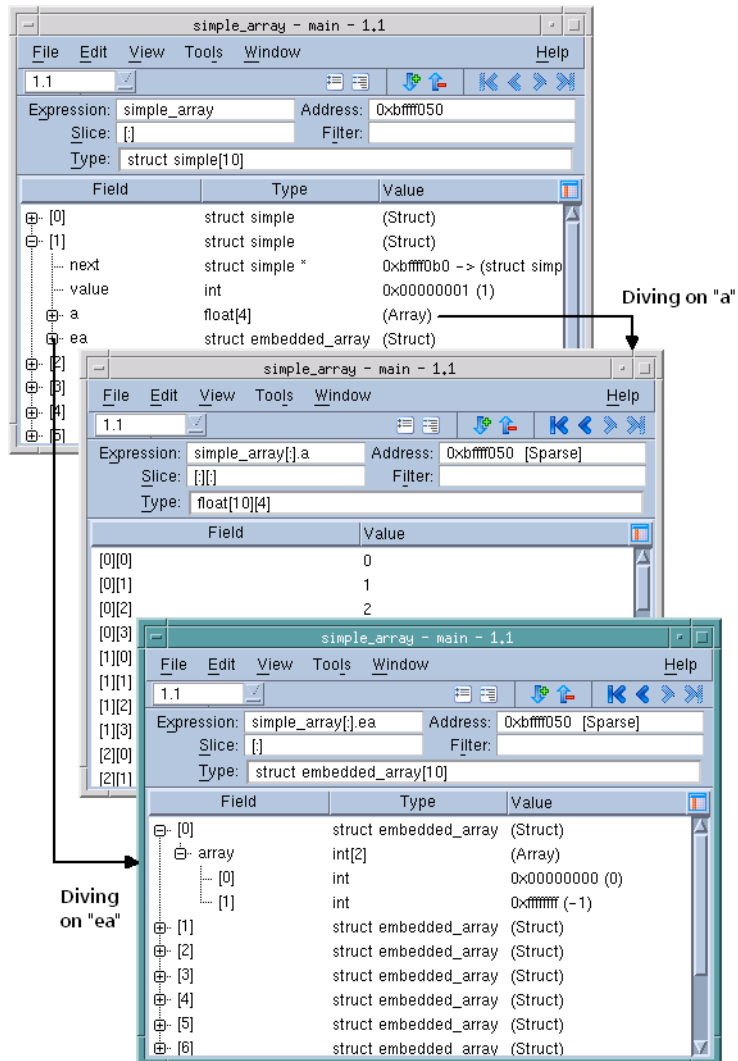 simple_array - main - 1.1
File Edit View Tools Window Help
1.1
Expression: simple_array Address: 0xbffff050
Slice: [:] Filter:
Type: struct simple[10]
Field Type Value
[0] struct simple (Struct)
[1] struct simple (Struct)
next struct simple * 0xbffff0b0 -> (struct simp
value int 0x00000001 (1)
a float[4] (Array)
ea struct embedded_array (Struct)
[2]
[3]
[4]
[5]
Diving on "a"
simple_array - main - 1.1
File Edit View Tools Window Help
1.1
Expression: simple_array[:].a Address: 0xbffff050 [Sparse]
Slice: [:][:] Filter:
Type: float[10][4]
Field Value
[0][0] 0
[0][1] 1
[0][2] 2
[0][3]
[1][0]
[1][1]
[1][2]
[1][3]
[2][0]
[2][1]
simple_array - main - 1.1
File Edit View Tools Window Help
1.1
Expression: simple_array[:].ea Address: 0xbffff050 [Sparse]
Slice: [:] Filter:
Type: struct embedded_array[10]
Field Type Value
[0] struct embedded_array (Struct)
array int[2] (Array)
[0] int 0x00000000 (0)
[1] int 0xffffffff (-1)
[1] struct embedded_array (Struct)
[2] struct embedded_array (Struct)
[3] struct embedded_array (Struct)
[4] struct embedded_array (Struct)
[5] struct embedded_array (Struct)
[6] struct embedded_array (Struct)
Diving
on "ea"